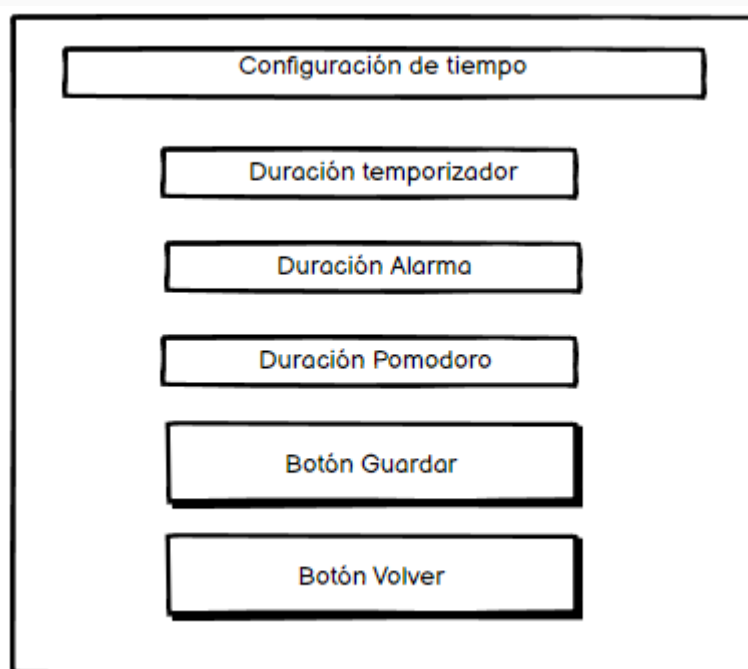 Configuración de tiempo
Duración temporizador
Duración Alarma
Duración Pomodoro
Botón Guardar
Botón Volver